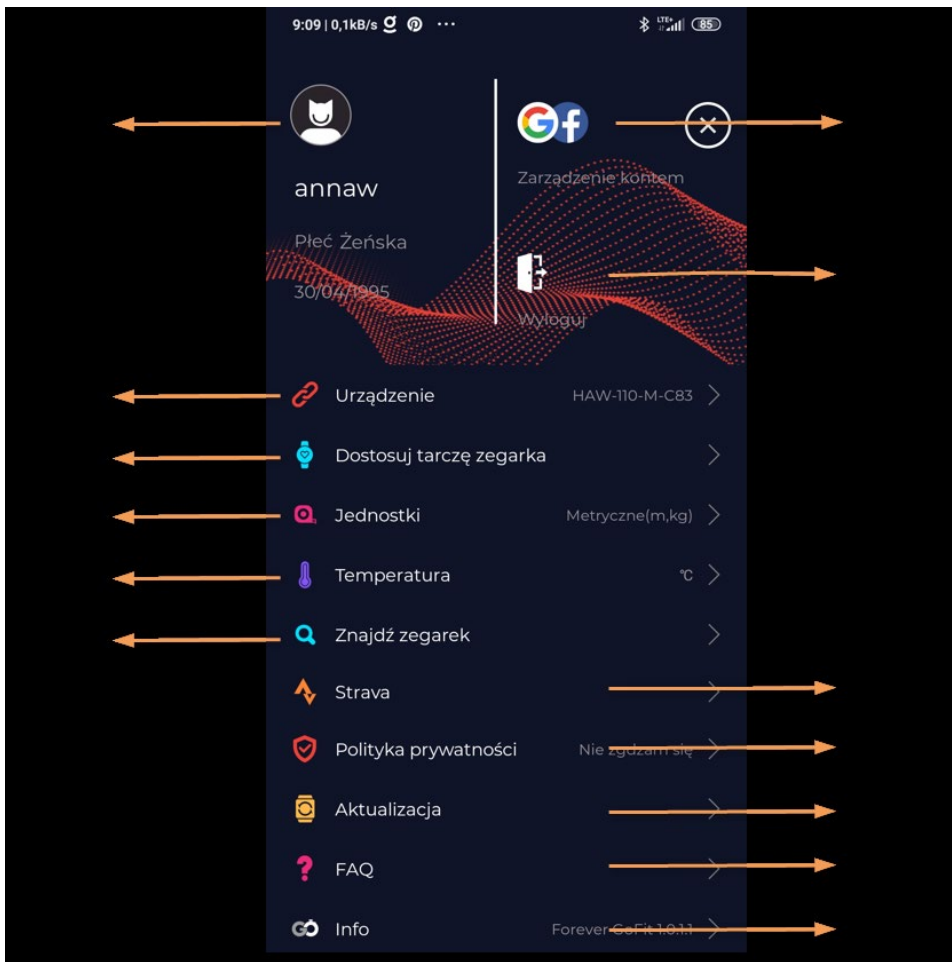 9:09 | 0,1kB/s
LTE+
85
Zarządzenie kontem
annaw
Płeć Żeńska
30/04/1995
Wyloguj
Urządzenie HAW-110-M-C83
Dostosuj tarczę zegarka
Jednostki Metryczne(m,kg)
Temperatura °C
Znajdź zegarek
Strava
Polityka prywatności Nie zgdzam się
Aktualizacja
FAQ
Info Forever GoFit 1.0.1.1